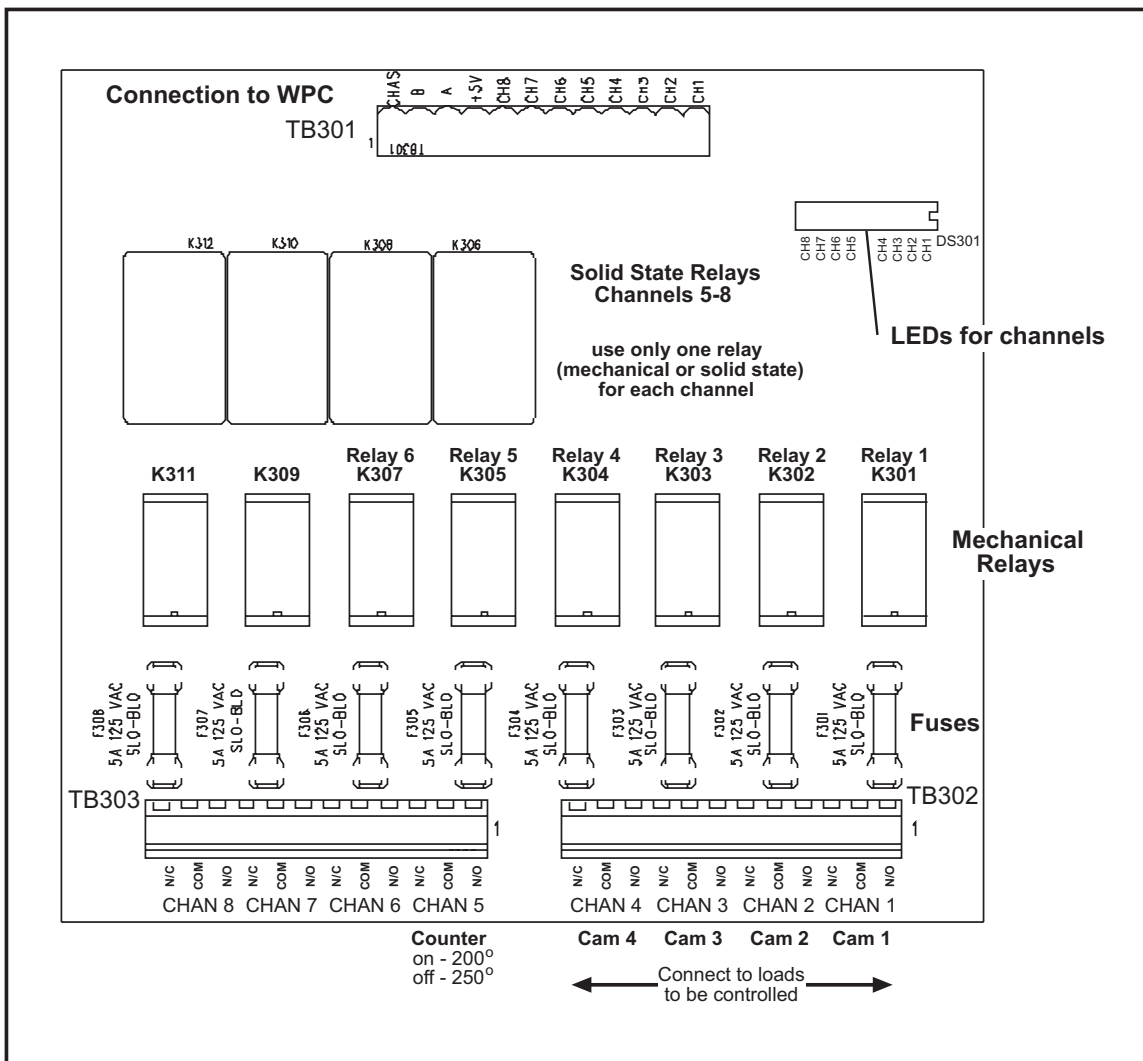 Connection to WPC
TB301
CHAS B A +5V CH8 CH7 CH6 CH5 CH4 CH3 CH2 CH1
1 TB301
CH8 CH7 CH6 CH5 CH4 CH3 CH2 CH1 DS301
LEDs for channels
K312 K310 K308 K306
Solid State Relays
Channels 5-8
use only one relay
(mechanical or solid state)
for each channel
Relay 6 Relay 5 Relay 4 Relay 3 Relay 2 Relay 1
K311 K309 K307 K305 K304 K303 K302 K301
Mechanical
Relays
F308
5A 125 VAC
SLO-BLO
F307
5A 125 VAC
SLO-BLO
F306
5A 125 VAC
SLO-BLO
F305
5A 125 VAC
SLO-BLO
F304
5A 125 VAC
SLO-BLO
F303
5A 125 VAC
SLO-BLO
F302
5A 125 VAC
SLO-BLO
F301
5A 125 VAC
SLO-BLO
Fuses
TB303 1
TB302 1
N/C COM N/O N/C COM N/O N/C COM N/O N/C COM N/O
CHAN 8 CHAN 7 CHAN 6 CHAN 5
N/C COM N/O N/C COM N/O N/C COM N/O N/C COM N/O
CHAN 4 CHAN 3 CHAN 2 CHAN 1
Counter
on - 200°
off - 250°
Cam 4 Cam 3 Cam 2 Cam 1
Connect to loads
to be controlled